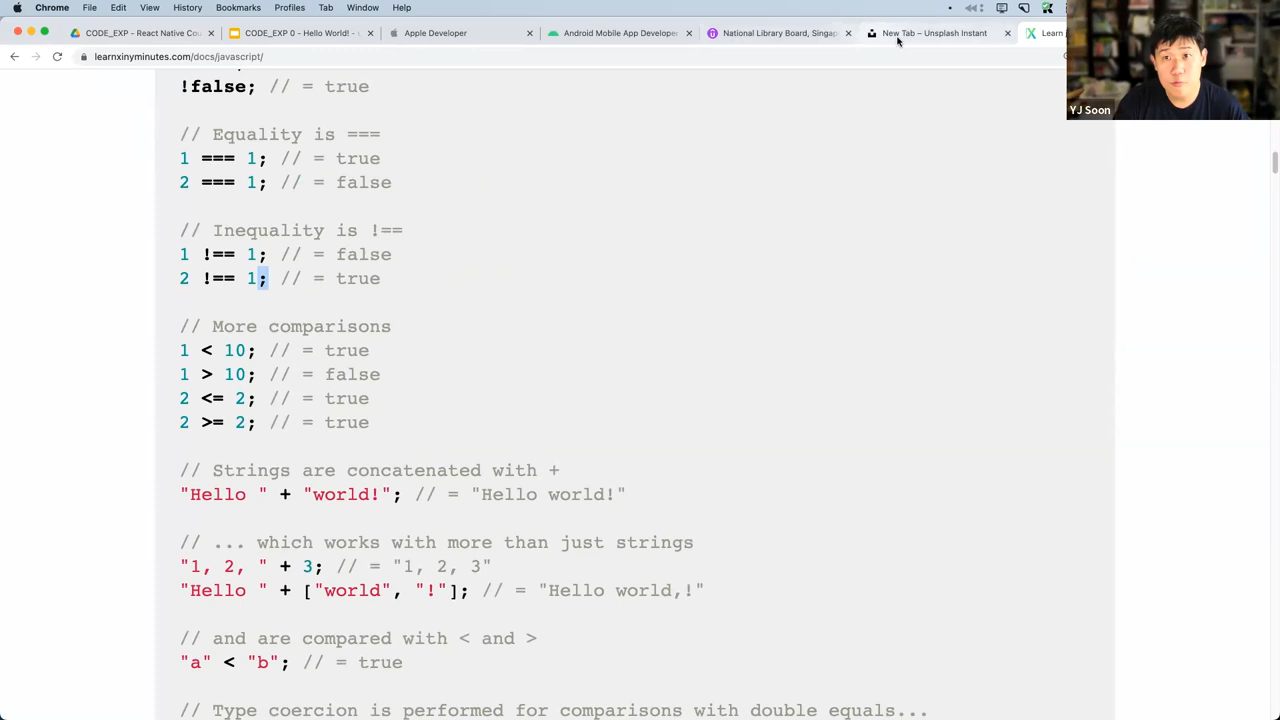 Chrome File Edit View History Bookmarks Profiles Tab Window Help
CODE_EXP - React Native Cou
CODE_EXP 0 - Hello World! -
Apple Developer
Android Mobile App Developer
National Library Board, Singap
New Tab – Unsplash Instant
Learn
learnxinyminutes.com/docs/javascript/
YJ Soon
!false; // = true
// Equality is ===
1 === 1; // = true
2 === 1; // = false
// Inequality is !==
1 !== 1; // = false
2 !== 1; // = true
// More comparisons
1 < 10; // = true
1 > 10; // = false
2 <= 2; // = true
2 >= 2; // = true
// Strings are concatenated with +
"Hello " + "world!"; // = "Hello world!"
// ... which works with more than just strings
"1, 2, " + 3; // = "1, 2, 3"
"Hello " + ["world", "!"]; // = "Hello world,!"
// and are compared with < and >
"a" < "b"; // = true
// Type coercion is performed for comparisons with double equals...